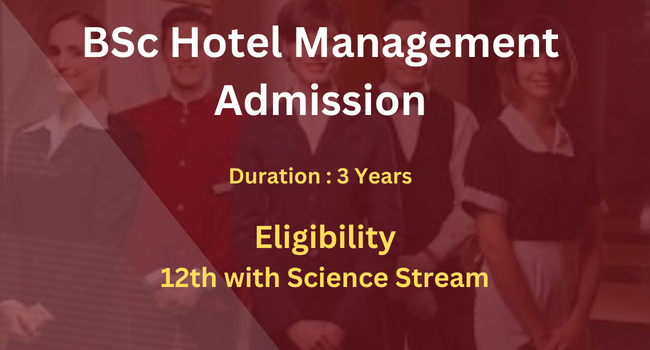 BSc Hotel Management
Admission
Duration : 3 Years
Eligibility
12th with Science Stream